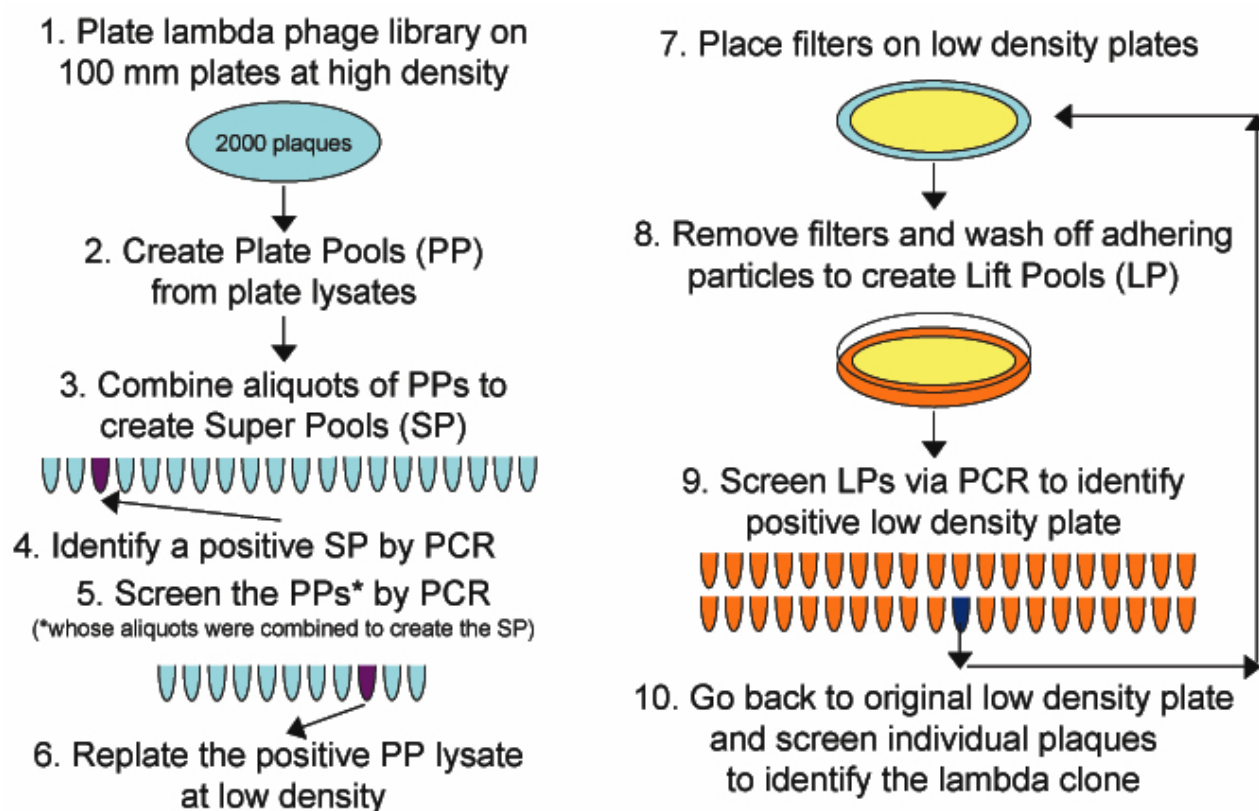 1. Plate lambda phage library on
100 mm plates at high density
2000 plaques
2. Create Plate Pools (PP)
from plate lysates
3. Combine aliquots of PPs to
create Super Pools (SP)
4. Identify a positive SP by PCR
5. Screen the PPs* by PCR
(*whose aliquots were combined to create the SP)
6. Replate the positive PP lysate
at low density
7. Place filters on low density plates
8. Remove filters and wash off adhering
particles to create Lift Pools (LP)
9. Screen LPs via PCR to identify
positive low density plate
10. Go back to original low density plate
and screen individual plaques
to identify the lambda clone